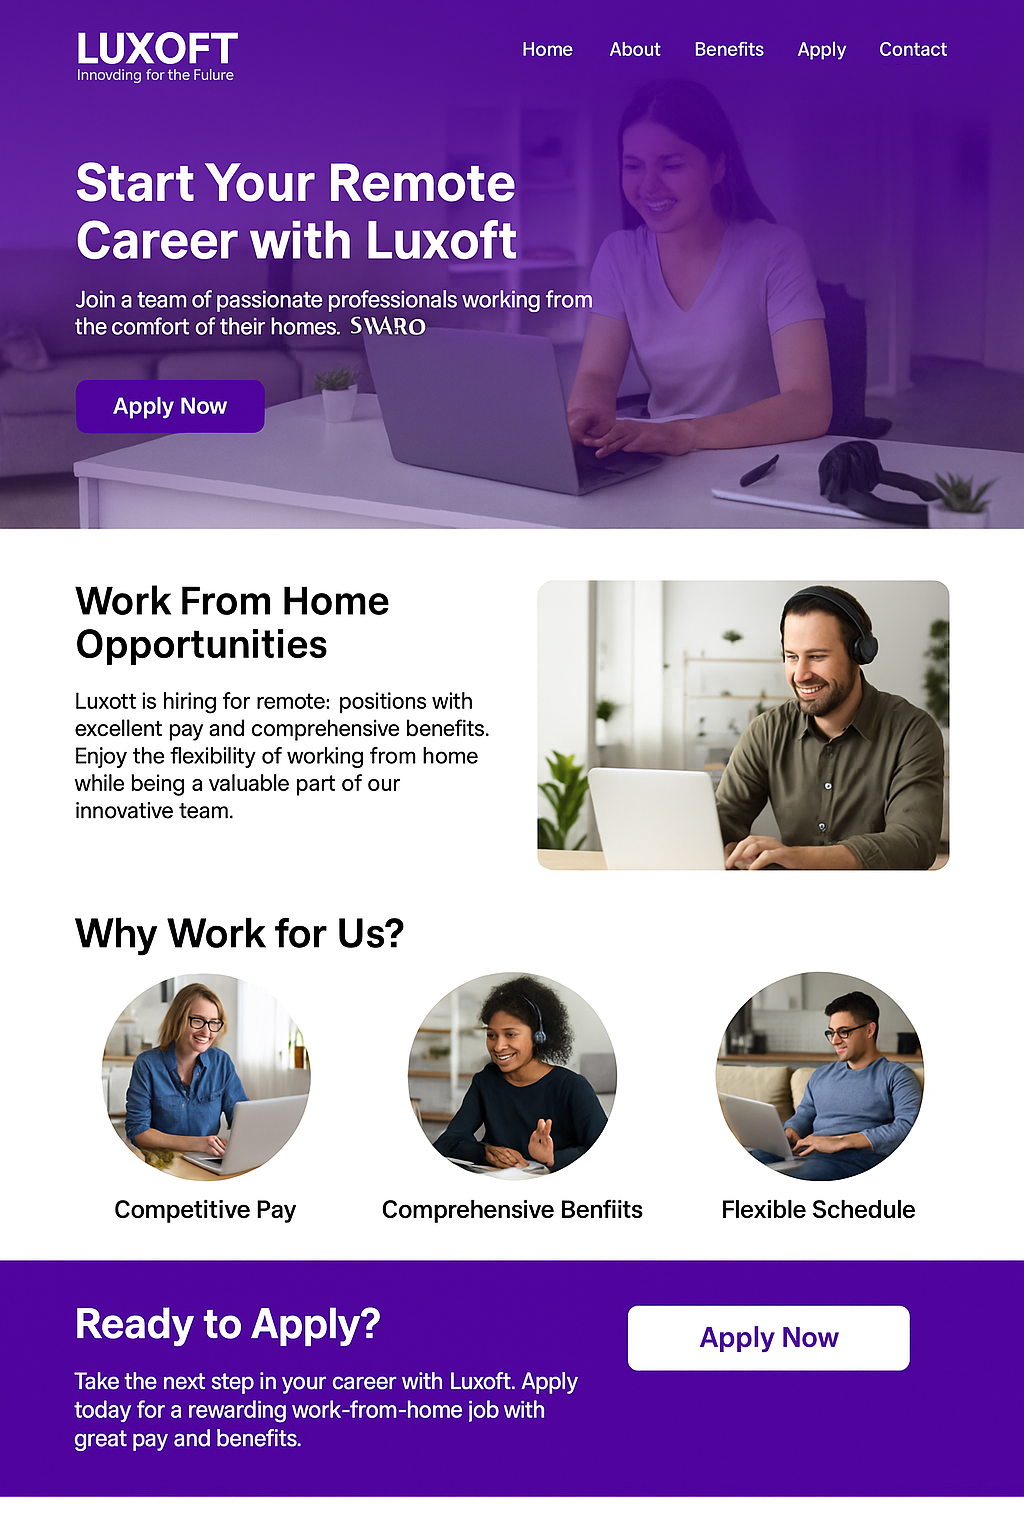 LUXOFT
Innovding for the Fulure
Home About Benefits Apply Contact
Start Your Remote
Career with Luxoft
Join a team of passionate professionals working from
the comfort of their homes. SWARO
Apply Now
Work From Home
Opportunities
Luxott is hiring for remote: positions with
excellent pay and comprehensive benefits.
Enjoy the flexibility of working from home
while being a valuable part of our
innovative team.
Why Work for Us?
Competitive Pay
Comprehensive Benfiits
Flexible Schedule
Ready to Apply?
Take the next step in your career with Luxoft. Apply
today for a rewarding work-from-home job with
great pay and benefits.
Apply Now